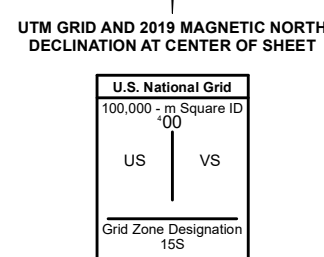 UTM GRID AND 2019 MAGNETIC NORTH
DECLINATION AT CENTER OF SHEET
U.S. National Grid
100,000 - m Square ID
⁴00
US VS
Grid Zone Designation
15S